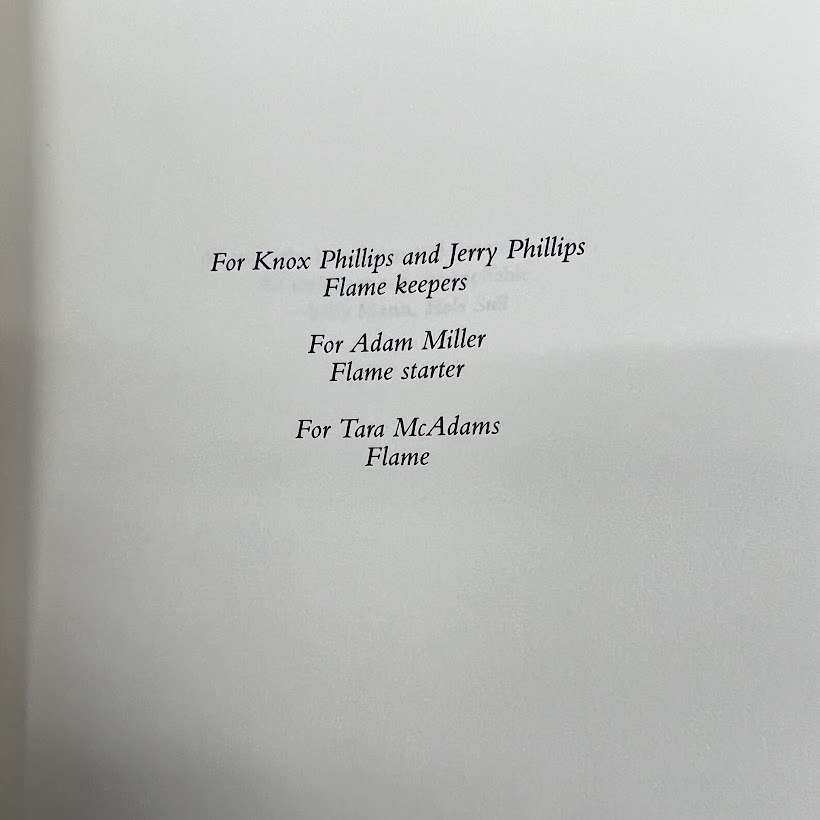 For Knox Phillips and Jerry Phillips
Flame keepers
For Adam Miller
Flame starter
For Tara McAdams
Flame